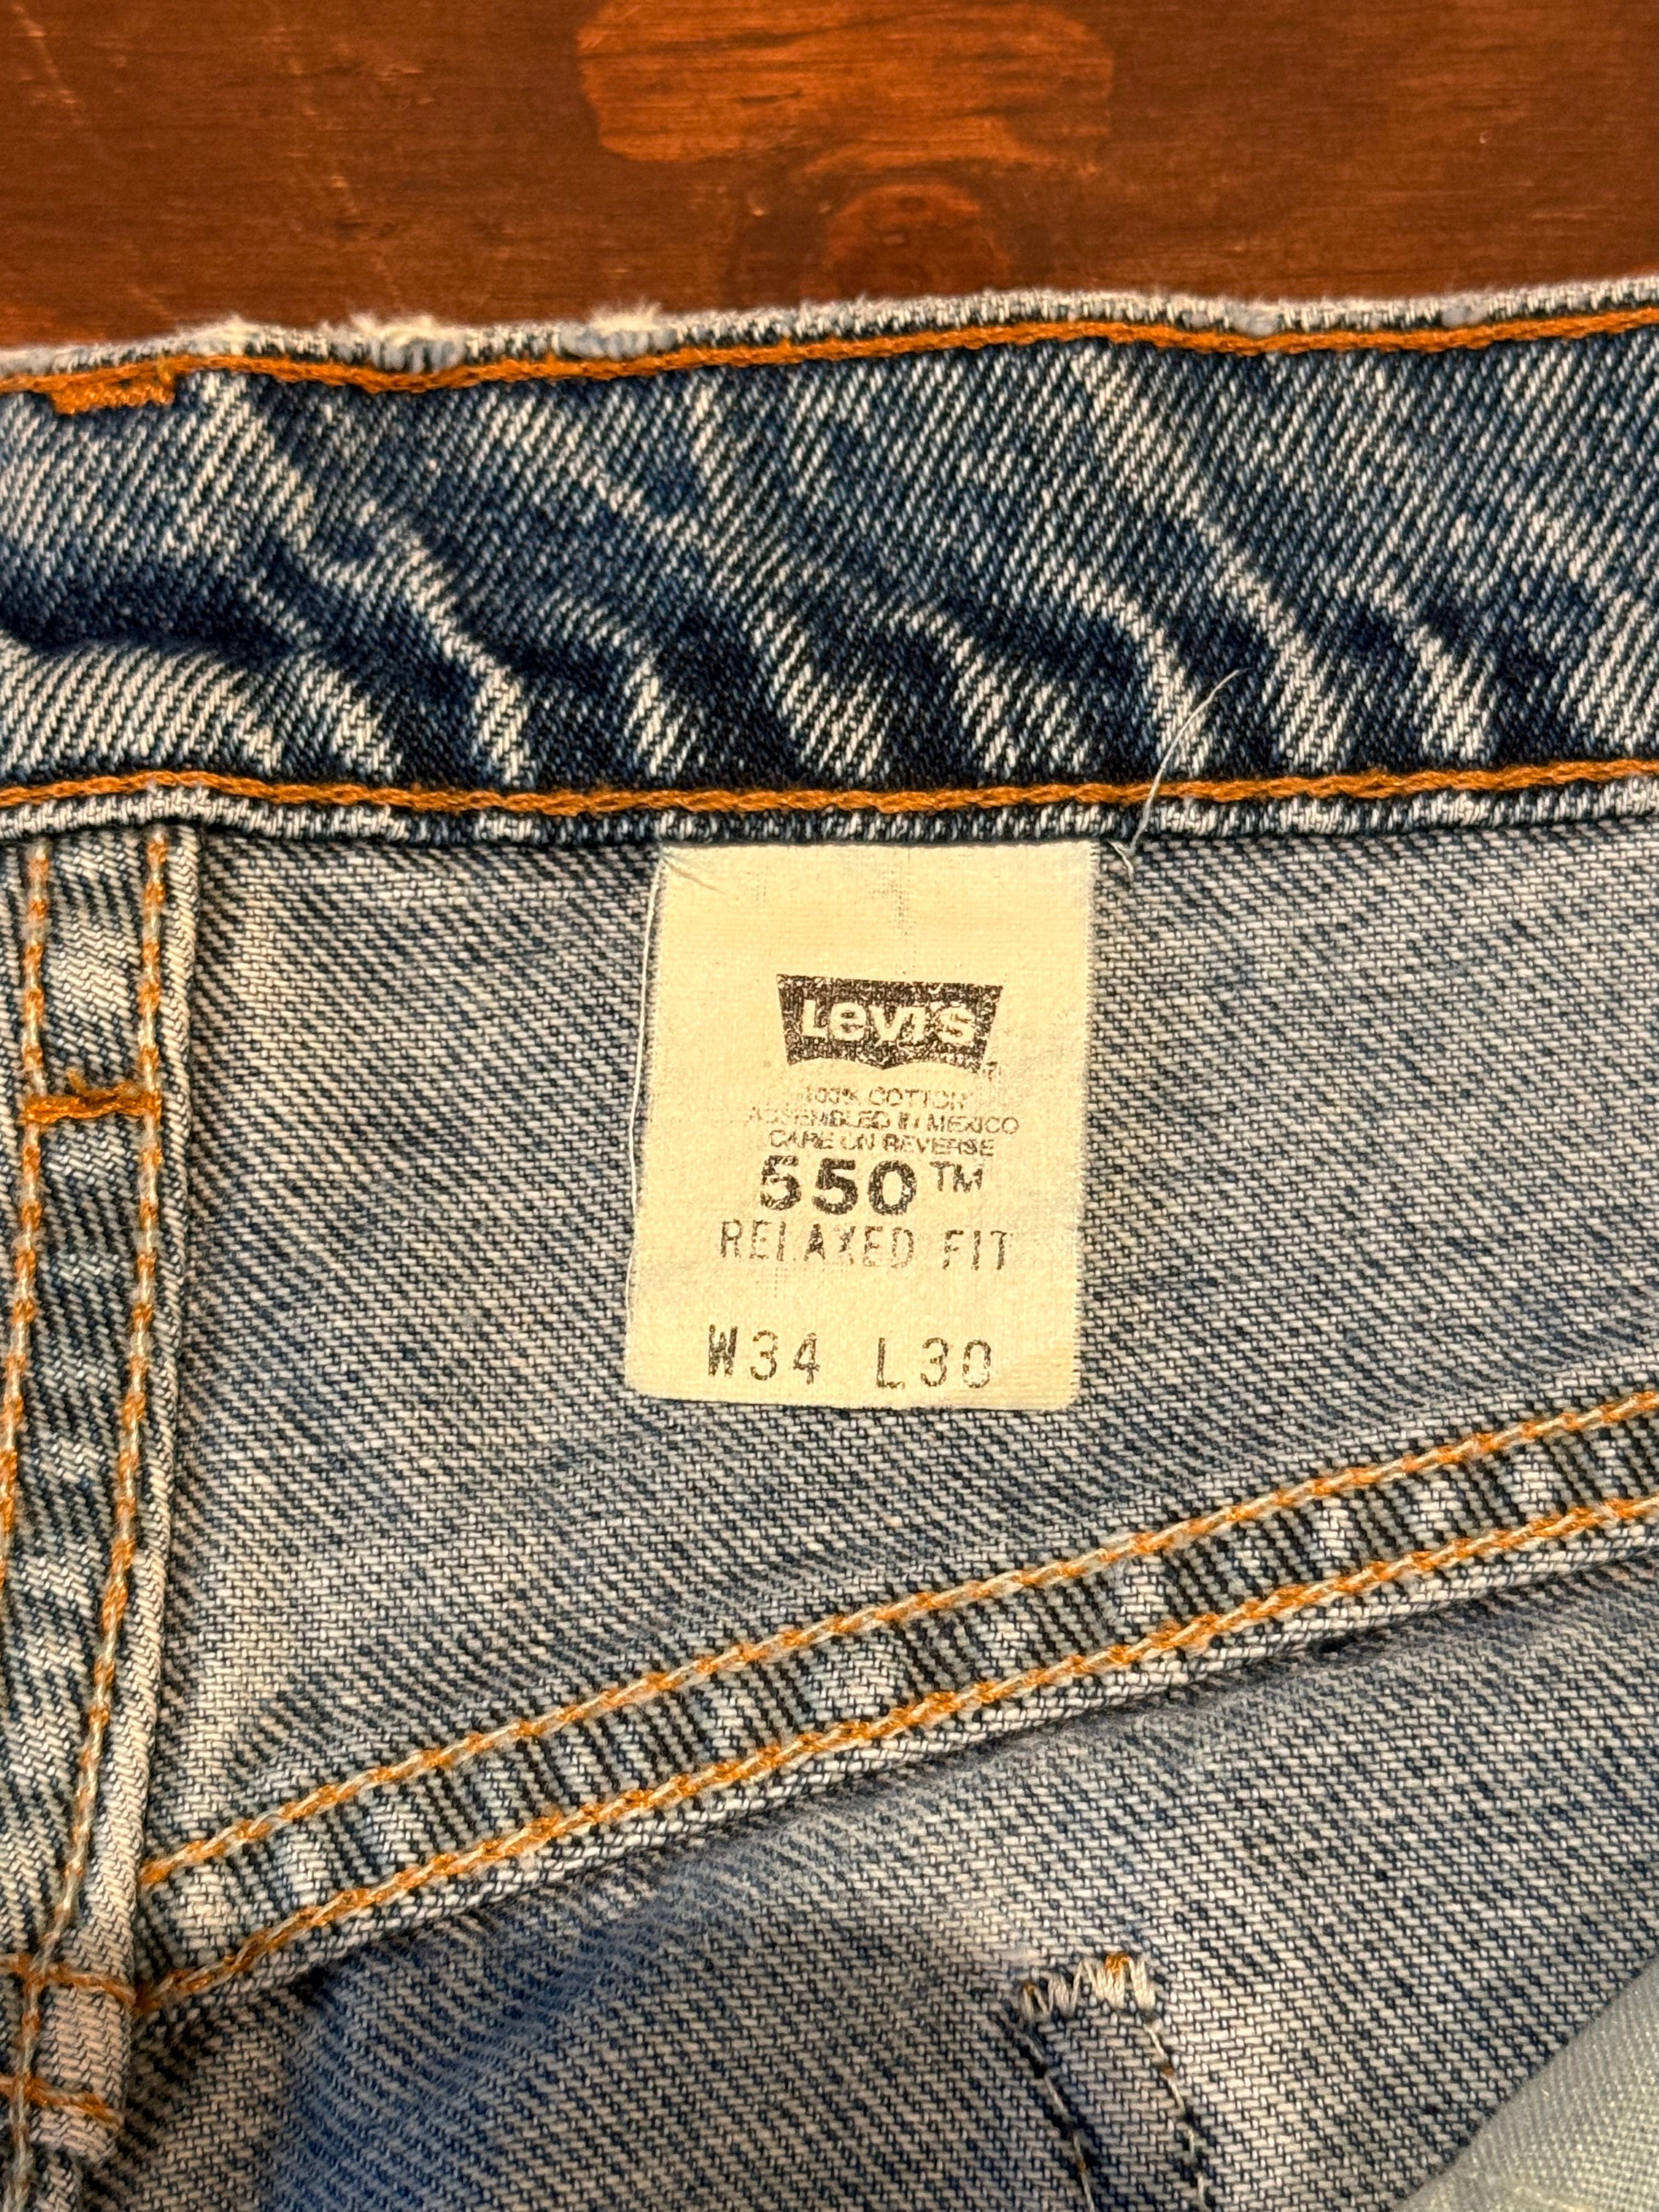 Levi's
100% COTTON
ASSEMBLED IN MEXICO
CARE ON REVERSE
550™
RELAXED FIT
W34 L30